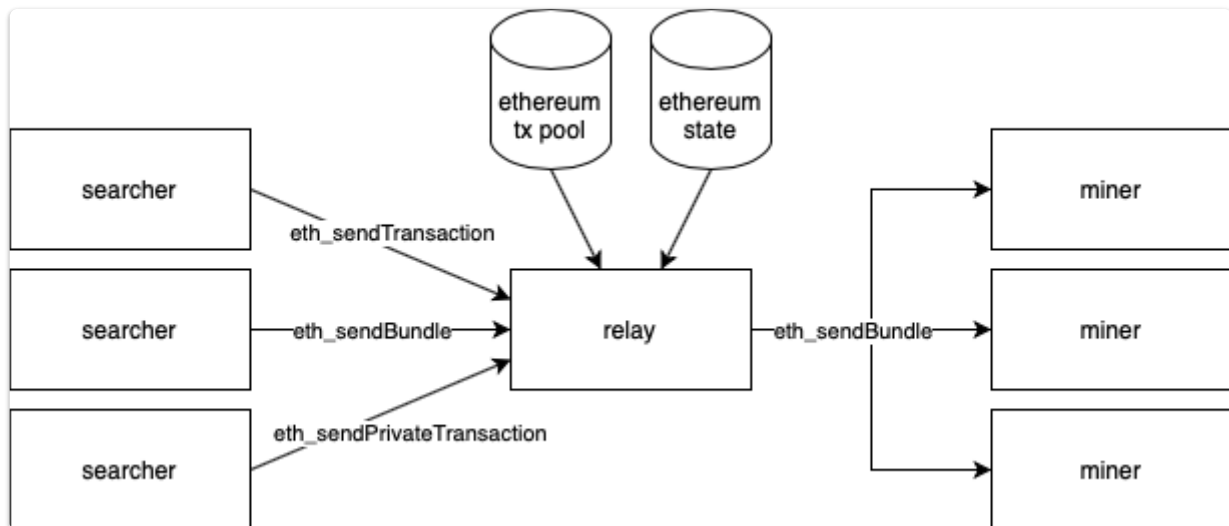 ethereum
tx pool
ethereum
state
searcher
eth_sendTransaction
miner
searcher
eth_sendBundle
relay
eth_sendBundle
miner
eth_sendPrivateTransaction
searcher
miner